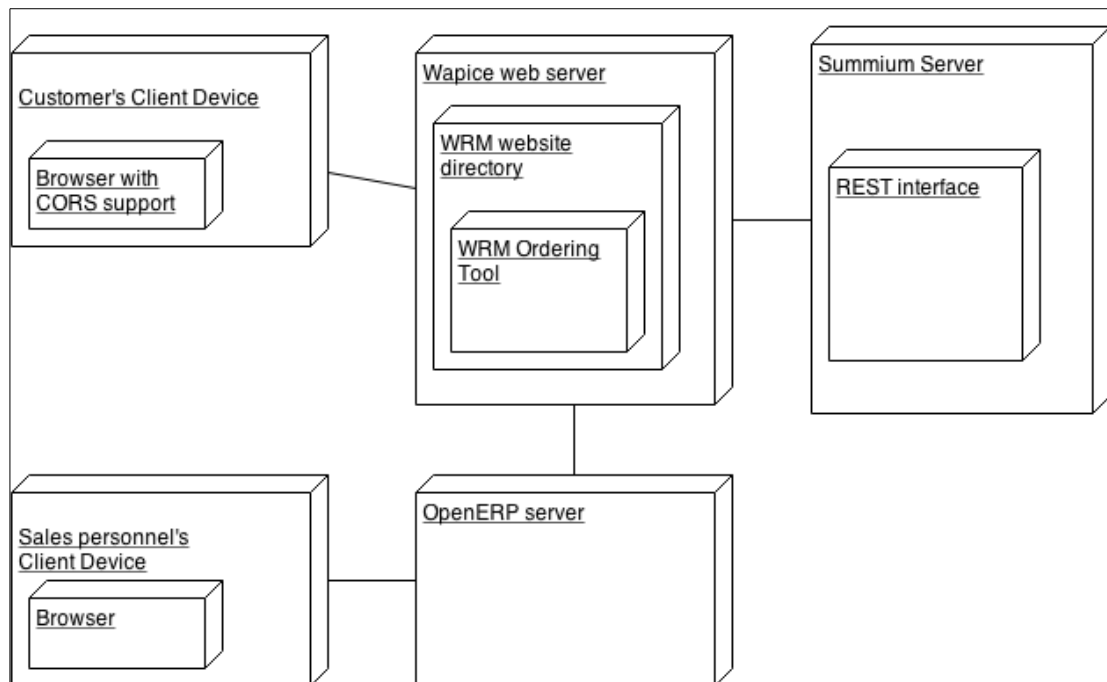 Customer's Client Device
Browser with
CORS support
Wapice web server
WRM website
directory
WRM Ordering
Tool
Summium Server
REST interface
Sales personnel's
Client Device
Browser
OpenERP server